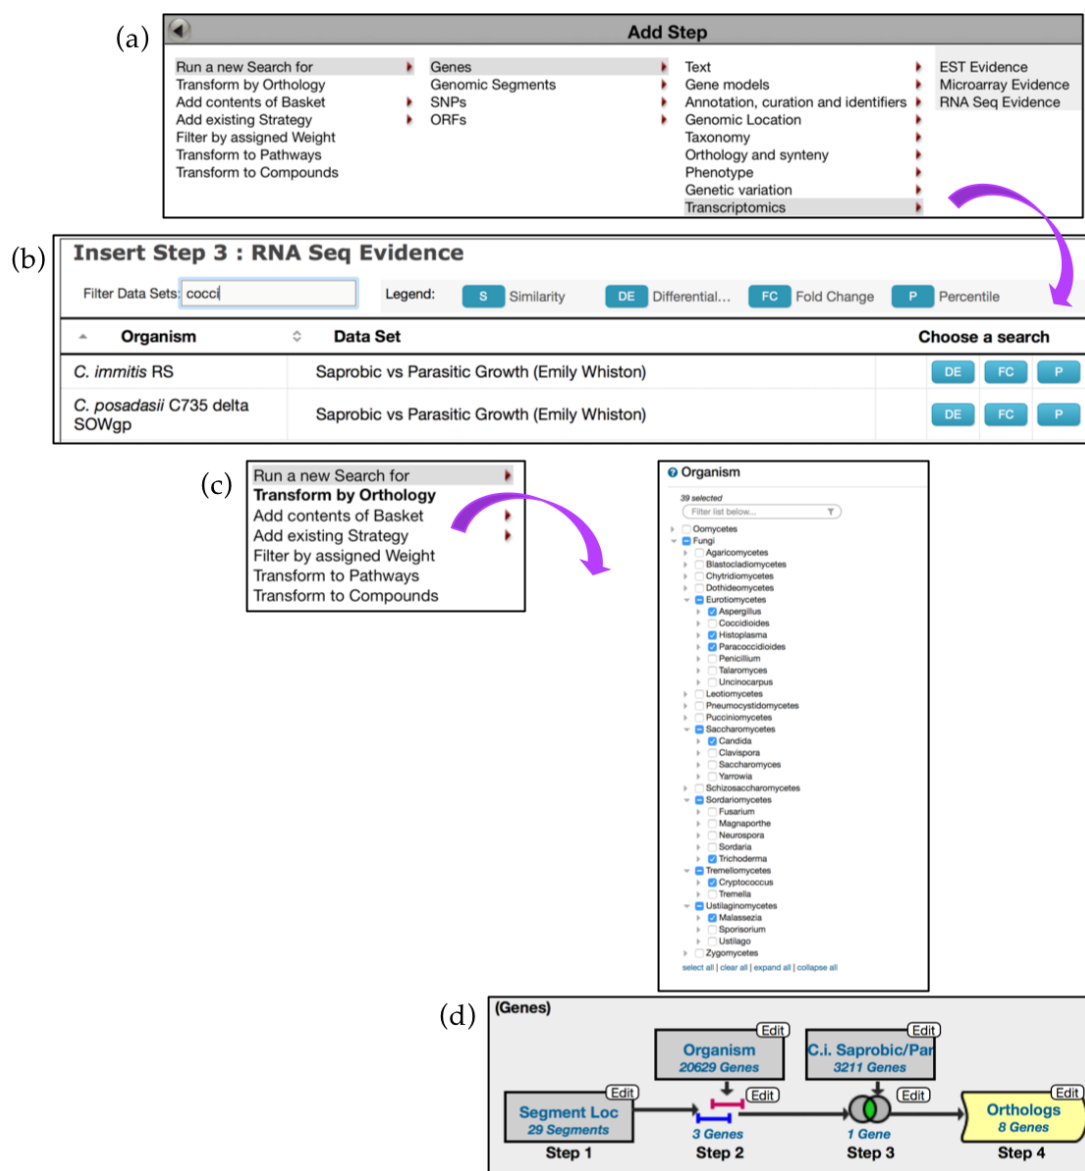 (a)
Add Step
Run a new Search for
Transform by Orthology
Add contents of Basket
Add existing Strategy
Filter by assigned Weight
Transform to Pathways
Transform to Compounds
Genes
Genomic Segments
SNPs
ORFs
Text
Gene models
Annotation, curation and identifiers
Genomic Location
Taxonomy
Orthology and synteny
Phenotype
Genetic variation
Transcriptomics
EST Evidence
Microarray Evidence
RNA Seq Evidence
(b)
Insert Step 3 : RNA Seq Evidence
Filter Data Sets: cocci
Legend: S Similarity DE Differential... FC Fold Change P Percentile
Organism Data Set Choose a search
C. immitis RS Saprobic vs Parasitic Growth (Emily Whiston) DE FC P
C. posadasii C735 delta
SOWgp Saprobic vs Parasitic Growth (Emily Whiston) DE FC P
(c)
Run a new Search for
Transform by Orthology
Add contents of Basket
Add existing Strategy
Filter by assigned Weight
Transform to Pathways
Transform to Compounds
? Organism
39 selected
Filter list below...
Oomycetes
Fungi
Agaricomycetes
Blastocladiomycetes
Chytridiomycetes
Dothideomycetes
Eurotiomycetes
Aspergillus
Coccidioides
Histoplasma
Paracoccidioides
Penicillium
Talaromyces
Uncinocarpus
Leotiomycetes
Pneumocystidomycetes
Pucciniomycetes
Saccharomycetes
Candida
Clavispora
Saccharomyces
Yarrowia
Schizosaccharomycetes
Sordariomycetes
Fusarium
Magnaporthe
Neurospora
Sordaria
Trichoderma
Tremellomycetes
Cryptococcus
Tremella
Ustilaginomycetes
Malassezia
Sporisorium
Ustilago
Zygomycetes
select all | clear all | expand all | collapse all
(d)
(Genes)
Edit
Organism
20629 Genes
Edit
C.i. Saprobic/Par
3211 Genes
Edit
Segment Loc
29 Segments
Edit
3 Genes
Edit
1 Gene
Edit
Orthologs
8 Genes
Step 1 Step 2 Step 3 Step 4